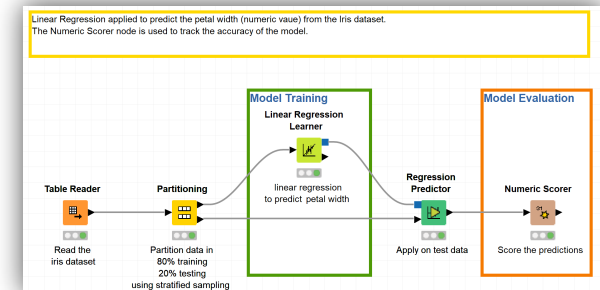 Linear Regression applied to predict the petal width (numeric vaue) from the Iris dataset.
The Numeric Scorer node is used to track the accuracy of the model.
Model Training
Linear Regression
Learner
linear regression
to predict petal width
Model Evaluation
Table Reader
Read the
iris dataset
Partitioning
Partition data in
80% training
20% testing
using stratified sampling
Regression
Predictor
Apply on test data
Numeric Scorer
Score the predictions